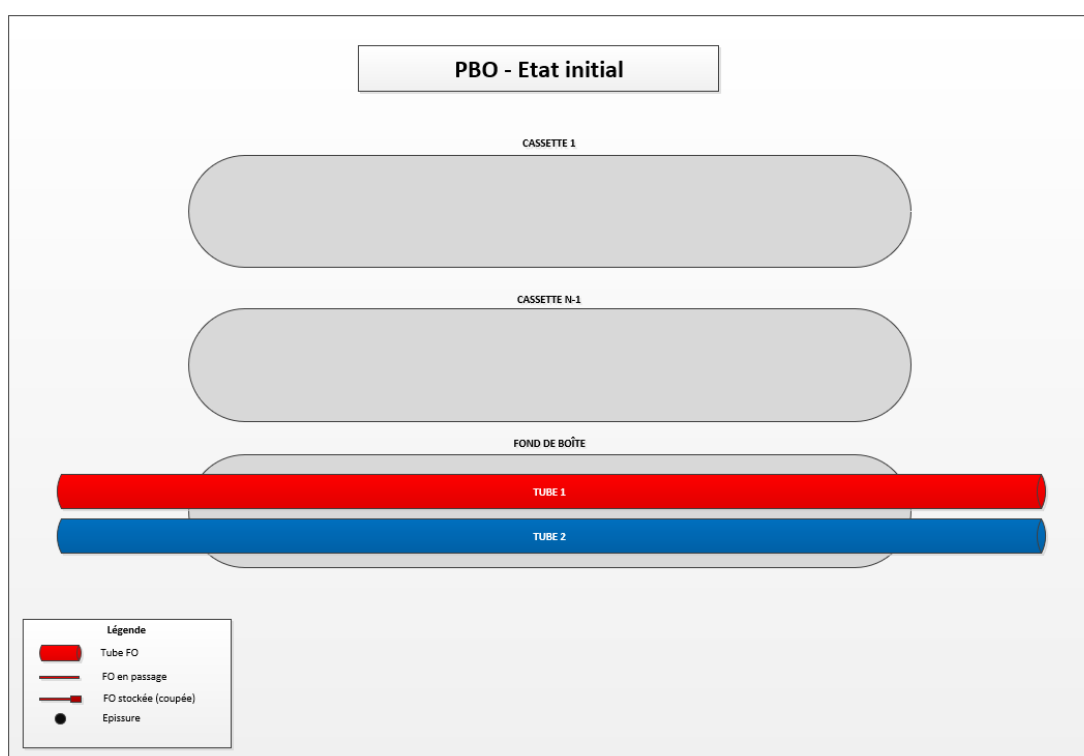 PBO - Etat initial
CASSETTE 1
CASSETTE N-1
FOND DE BOÎTE
TUBE 1
TUBE 2
Légende
Tube FO
FO en passage
FO stockée (coupée)
Epissure